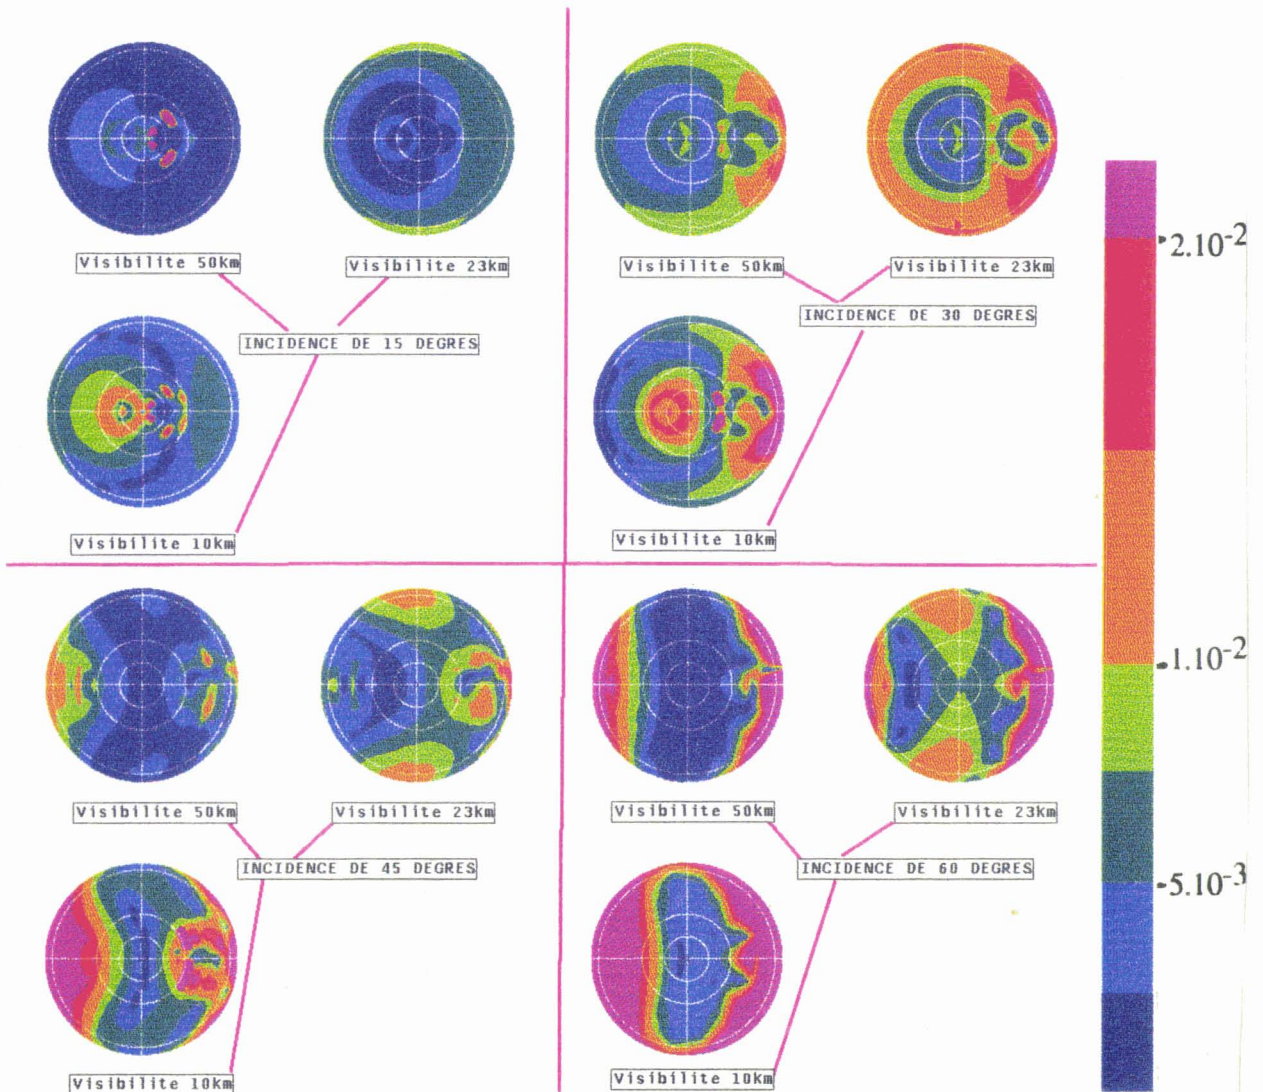 Visibilite 50km
Visibilite 23km
INCIDENCE DE 15 DEGRES
Visibilite 10km
Visibilite 50km
Visibilite 23km
INCIDENCE DE 30 DEGRES
Visibilite 10km
Visibilite 50km
Visibilite 23km
INCIDENCE DE 45 DEGRES
Visibilite 10km
Visibilite 50km
Visibilite 23km
INCIDENCE DE 60 DEGRES
Visibilite 10km
2.10⁻²
1.10⁻²
5.10⁻³